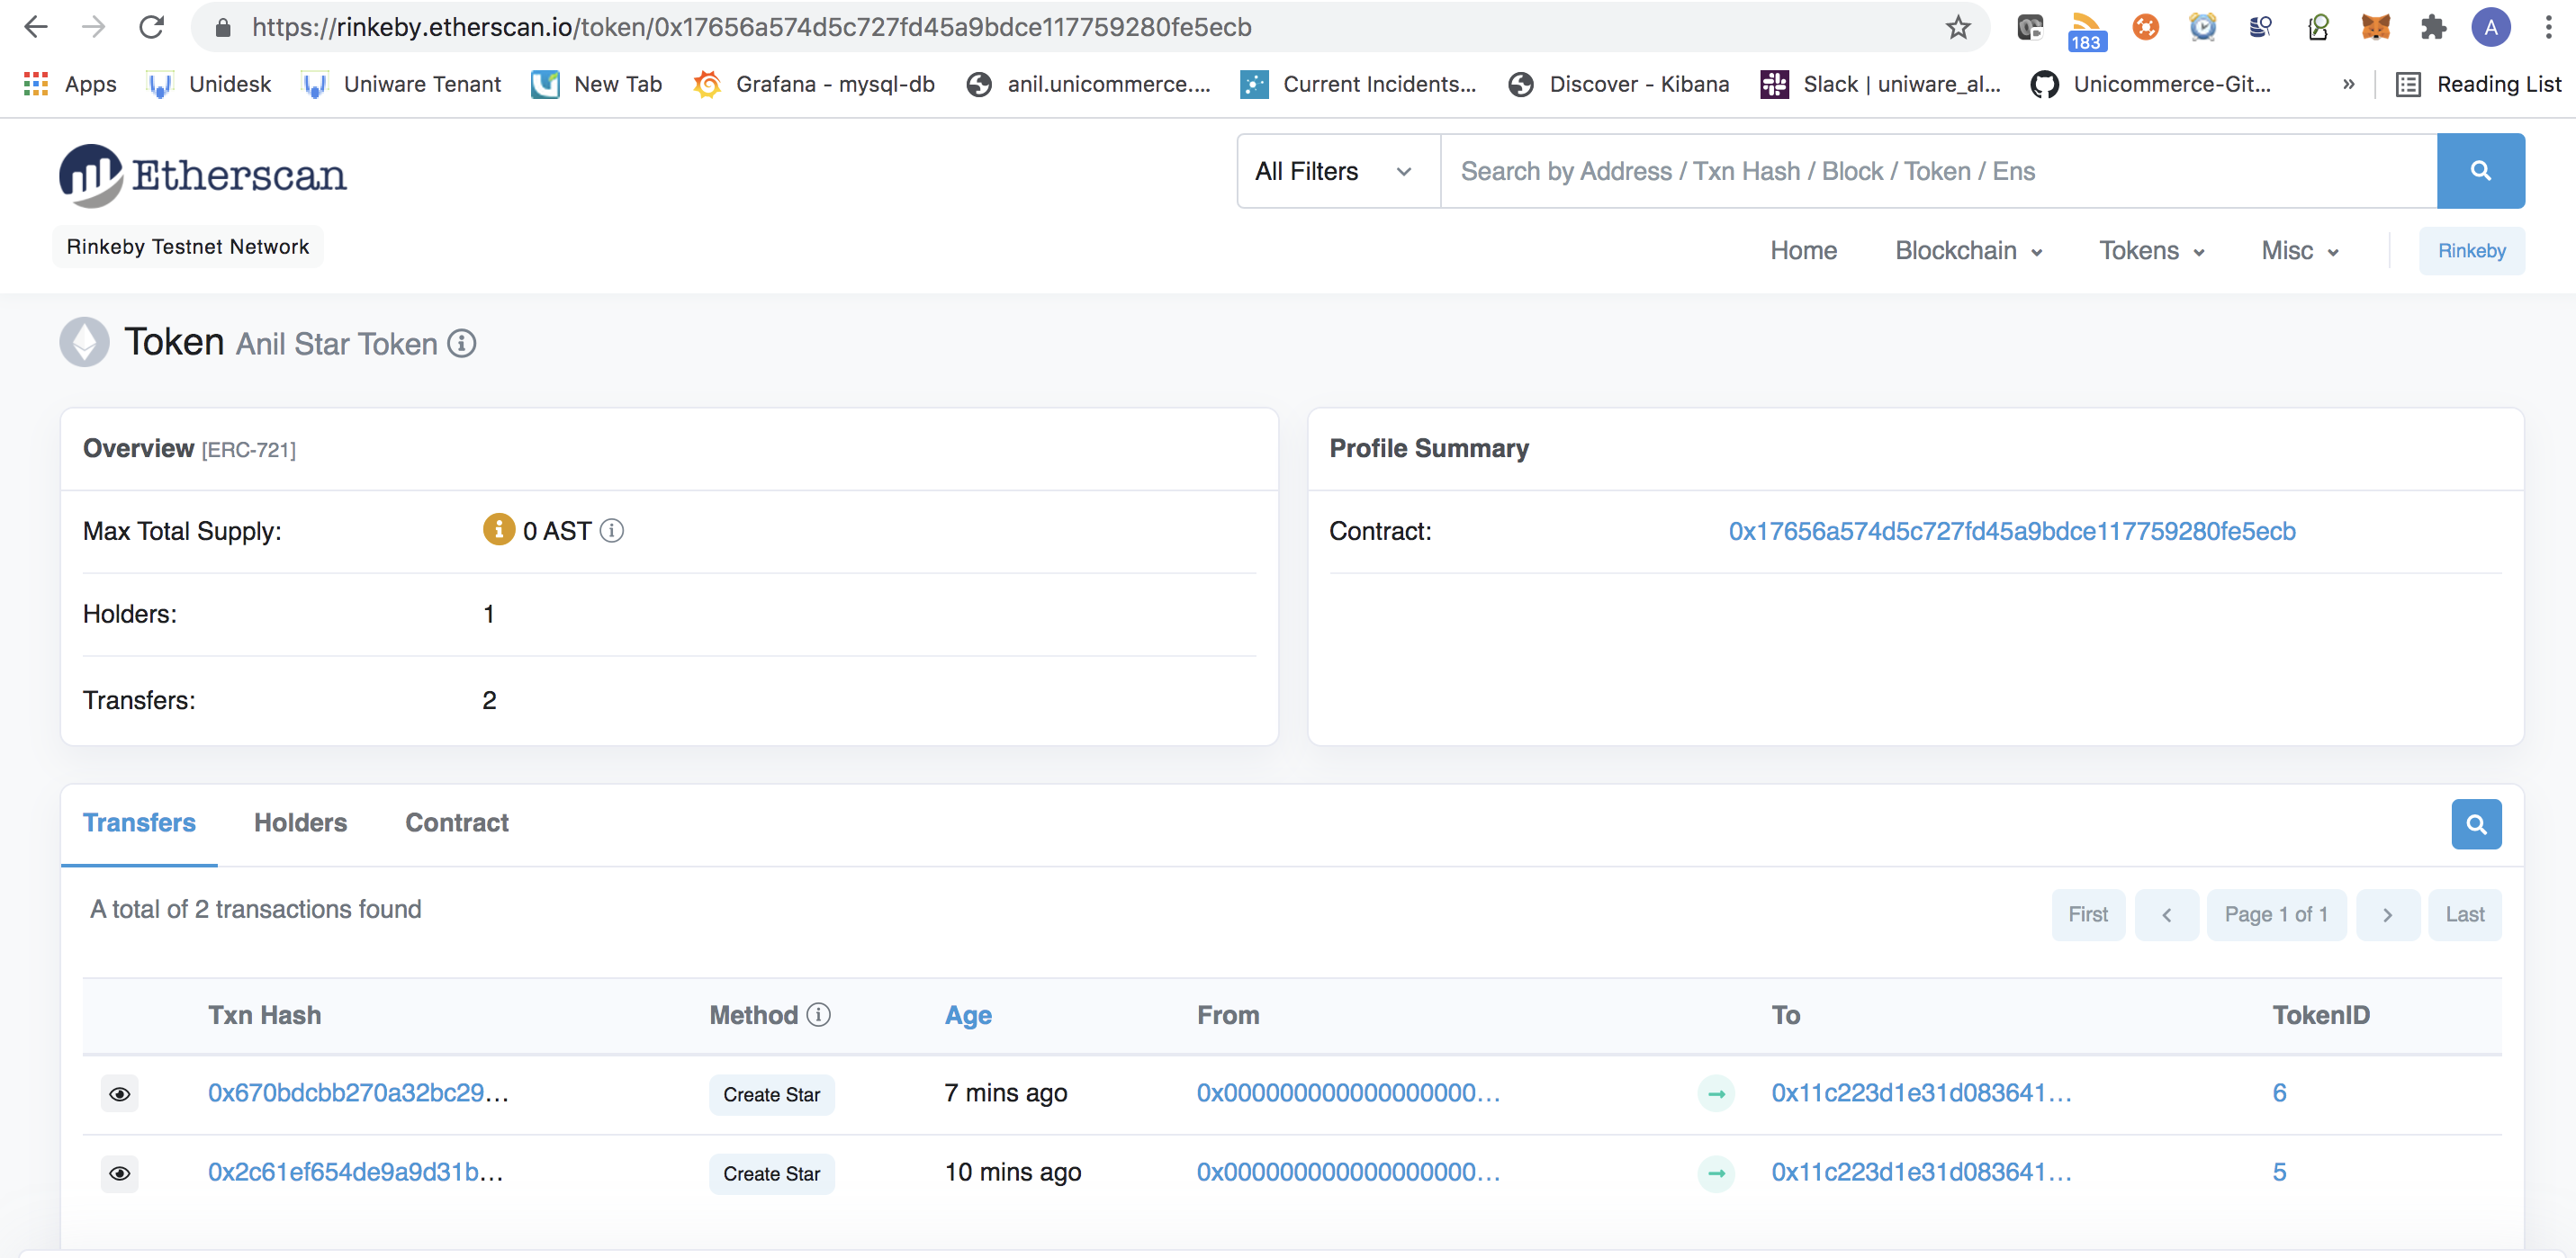 https://rinkeby.etherscan.io/token/0x17656a574d5c727fd45a9bdce117759280fe5ecb
183
A
Apps Unidesk Uniware Tenant New Tab Grafana - mysql-db anil.unicommerce.... Current Incidents... Discover - Kibana Slack | uniware_al... Unicommerce-Git... » Reading List
Etherscan
All Filters Search by Address / Txn Hash / Block / Token / Ens
Rinkeby Testnet Network
Home Blockchain Tokens Misc Rinkeby
Token Anil Star Token
Overview [ERC-721]
Max Total Supply: 0 AST
Holders: 1
Transfers: 2
Profile Summary
Contract: 0x17656a574d5c727fd45a9bdce117759280fe5ecb
Transfers Holders Contract
A total of 2 transactions found
First Page 1 of 1 Last
Txn Hash Method Age From To TokenID
0x670bdcbb270a32bc29... Create Star 7 mins ago 0x000000000000000000... 0x11c223d1e31d083641... 6
0x2c61ef654de9a9d31b... Create Star 10 mins ago 0x000000000000000000... 0x11c223d1e31d083641... 5